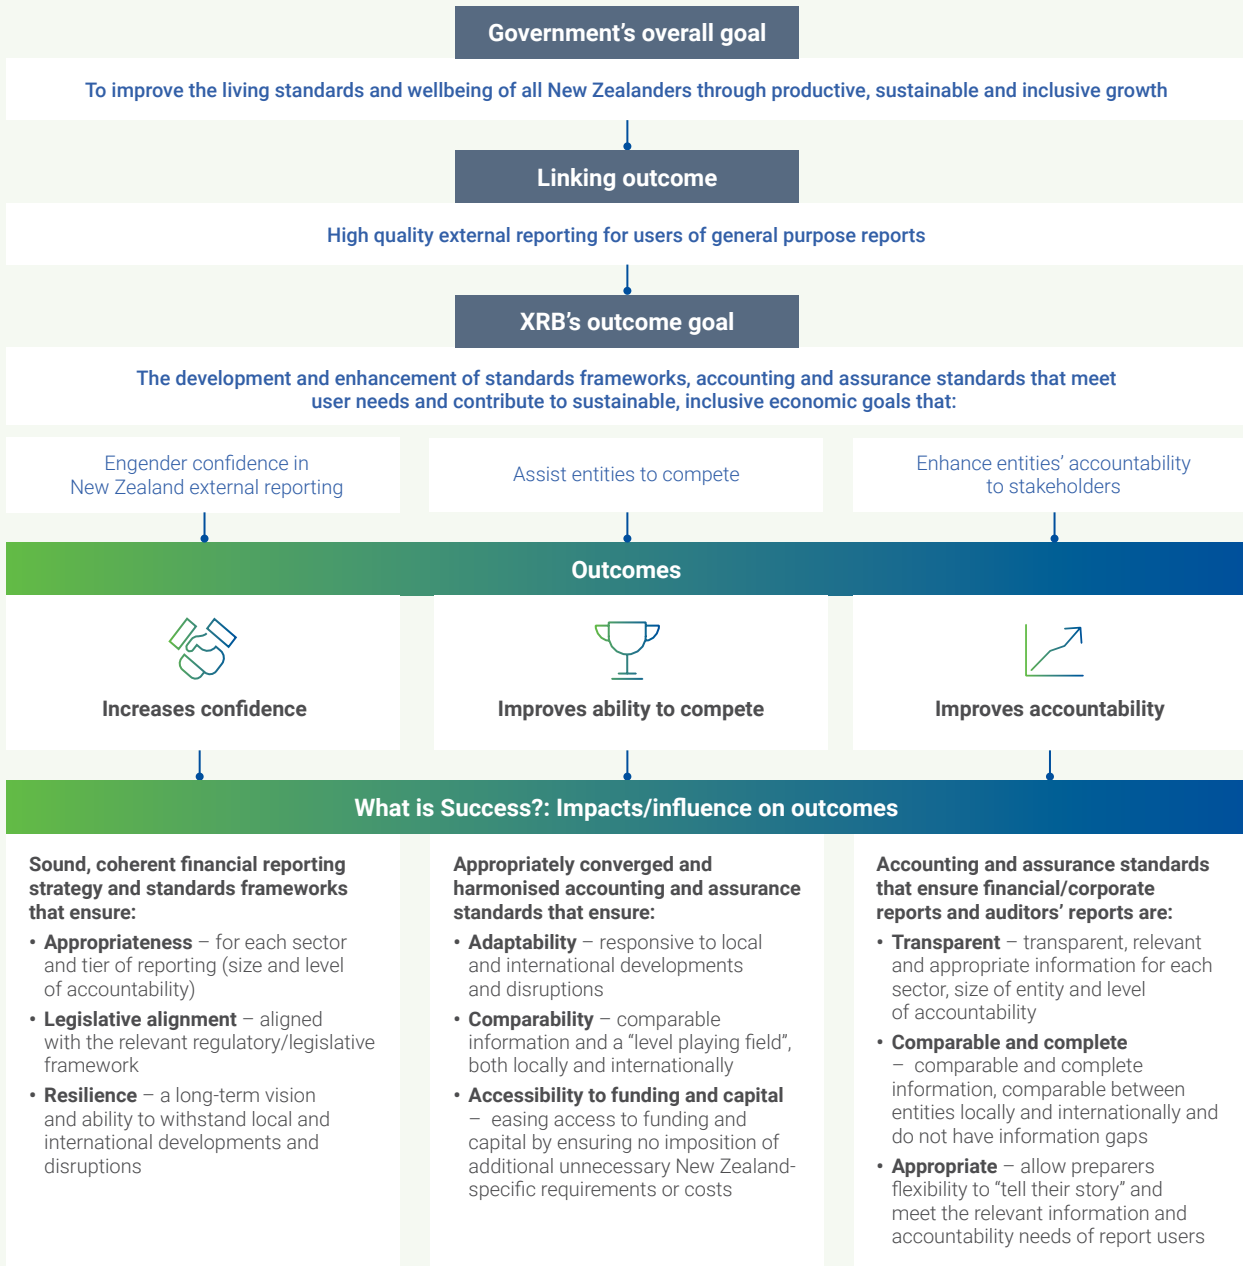 Government’s overall goal
To improve the living standards and wellbeing of all New Zealanders through productive, sustainable and inclusive growth
Linking outcome
High quality external reporting for users of general purpose reports
XRB’s outcome goal
The development and enhancement of standards frameworks, accounting and assurance standards that meet
user needs and contribute to sustainable, inclusive economic goals that:
Engender confidence in
New Zealand external reporting
Assist entities to compete
Enhance entities’ accountability
to stakeholders
Outcomes
Increases confidence
Improves ability to compete
Improves accountability
What is Success?: Impacts/influence on outcomes
Sound, coherent financial reporting
strategy and standards frameworks
that ensure:
• Appropriateness – for each sector
and tier of reporting (size and level
of accountability)
• Legislative alignment – aligned
with the relevant regulatory/legislative
framework
• Resilience – a long-term vision
and ability to withstand local and
international developments and
disruptions
Appropriately converged and
harmonised accounting and assurance
standards that ensure:
• Adaptability – responsive to local
and international developments
and disruptions
• Comparability – comparable
information and a “level playing field”,
both locally and internationally
• Accessibility to funding and capital
– easing access to funding and
capital by ensuring no imposition of
additional unnecessary New Zealand-
specific requirements or costs
Accounting and assurance standards
that ensure financial/corporate
reports and auditors’ reports are:
• Transparent – transparent, relevant
and appropriate information for each
sector, size of entity and level
of accountability
• Comparable and complete
– comparable and complete
information, comparable between
entities locally and internationally and
do not have information gaps
• Appropriate – allow preparers
flexibility to “tell their story” and
meet the relevant information and
accountability needs of report users